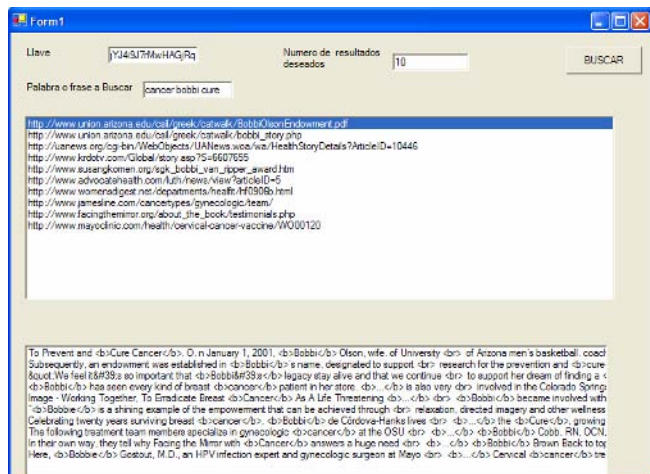 Form1
Llave
Numero de resultados
deseados
10
BUSCAR
Palabra o frase a Buscar
cancer bobbi cure
http://www.union.arizona.edu/csil/greek/catwalk/BobbiOlsonEndowment.pdf
http://www.union.arizona.edu/csil/greek/catwalk/bobbi_story.php
http://uanews.org/cgi-bin/WebObjects/UANews.woa/wa/HealthStoryDetails?ArticleID=10446
http://www.krdotv.com/Global/story.asp?S=6607655
http://www.susangkomen.org/sgk_bobbi_van_ripper_award.htm
http://www.advocatehealth.com/luth/news/view?articleID=5
http://www.womensdigest.net/departments/healfit/hf0906b.html
http://www.jamesline.com/cancertypes/gynecologic/team/
http://www.facingthemirror.org/about_the_book/testimonials.php
http://www.mayoclinic.com/health/cervical-cancer-vaccine/WO00120
To Prevent and <b>Cure Cancer</b>. O. n January 1, 2001, <b>Bobbi</b> Olson, wife, of University <br> of Arizona men's basketball, coach
Subsequently, an endowment was established in <b>Bobbi</b>'s name, designated to support <br> research for the prevention and <b>cure
&quot;We feel it&#39;s so important that <b>Bobbi&#39;s</b> legacy stay alive and that we continue <br> to support her dream of finding a <
<b>Bobbi</b> has seen every kind of breast <b>cancer</b> patient in her store. <b>...</b> is also very <br> involved in the Colorado Springs
Image - Working Together, To Erradicate Breast <b>Cancer</b> As A Life Threatening <b>...</b> <br> <b>Bobbi</b> became involved with
"<b>Bobbie</b> is a shining example of the empowerment that can be achieved through <br> relaxation, directed imagery and other wellness
Celebrating twenty years surviving breast <b>cancer</b>, <b>Bobbi</b> de Córdova-Hanks lives <br> <b>...</b> the <b>Cure</b>, growing
The following treatment team members specialize in gynecologic <b>cancer</b> at the OSU <br> <b>...</b> <b>Bobbi</b> Cobb, RN, OCN,
In their own way, they tell why Facing the Mirror with <b>Cancer</b> answers a huge need <br> <b>...</b> <b>Bobbi</b> Brown Back to top
Here, <b>Bobbie</b> Gostout, M.D., an HPV infection expert and gynecologic surgeon at Mayo <br> <b>...</b> Cervical <b>cancer</b> tre